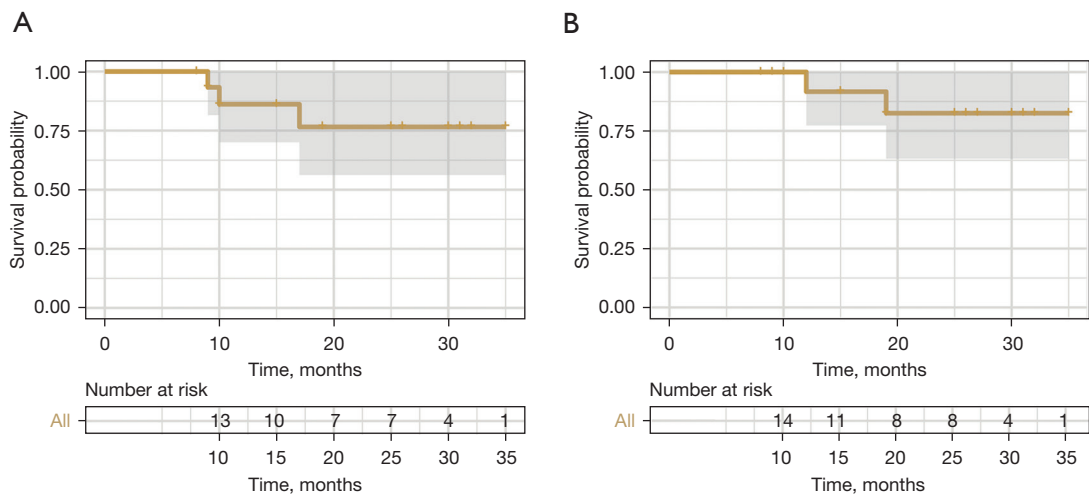 A
1.00
0.75
0.50
0.25
0.00
Survival probability
0 10 20 30
Time, months
Number at risk
All 13 10 7 7 4 1
10 15 20 25 30 35
Time, months
B
1.00
0.75
0.50
0.25
0.00
Survival probability
0 10 20 30
Time, months
Number at risk
All 14 11 8 8 4 1
10 15 20 25 30 35
Time, months